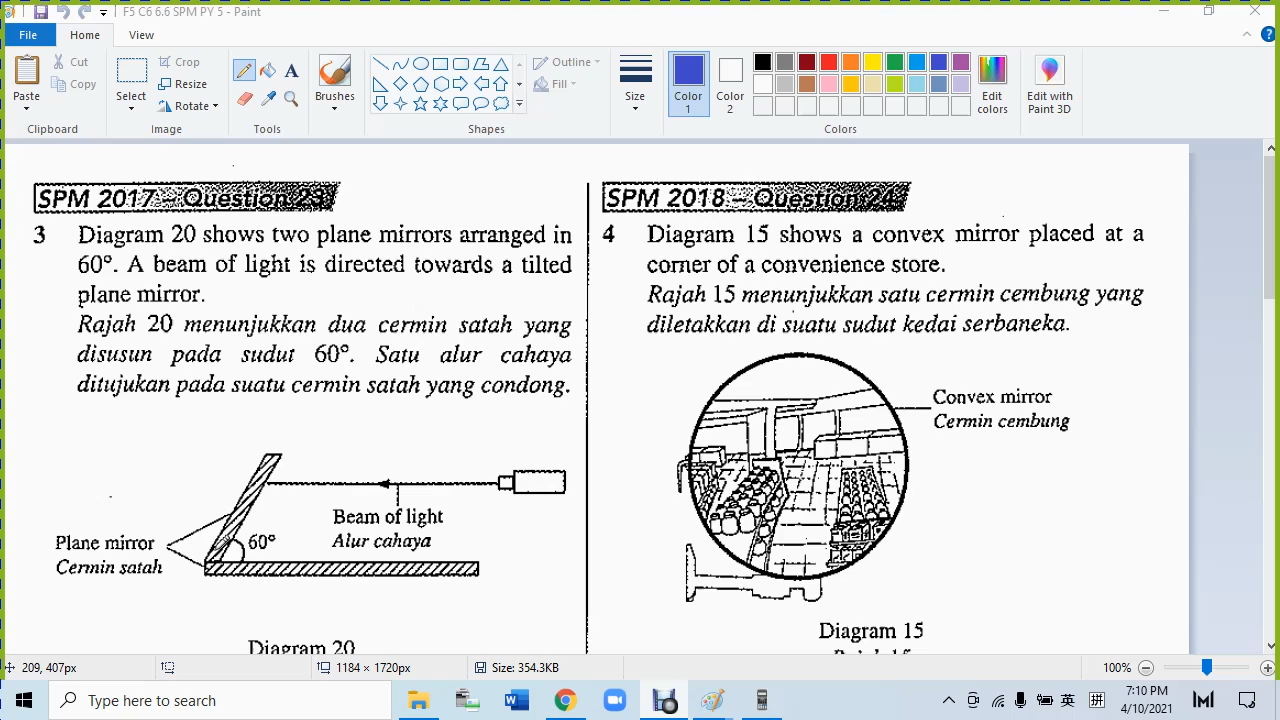 F5 C6 6.6 SPM PY 5 - Paint
File Home View
Paste
Cut
Copy
Clipboard
Select
Crop
Resize
Rotate
Image
A
Tools
Brushes
Outline
Fill
Shapes
Size
Color
1
Color
2
Colors
Edit
colors
Edit with
Paint 3D
SPM 2017 – Question 23
3 Diagram 20 shows two plane mirrors arranged in
60°. A beam of light is directed towards a tilted
plane mirror.
Rajah 20 menunjukkan dua cermin satah yang
disusun pada sudut 60°. Satu alur cahaya
ditujukan pada suatu cermin satah yang condong.
Beam of light
Alur cahaya
60°
Plane mirror
Cermin satah
Diagram 20
SPM 2018 – Question 24
4 Diagram 15 shows a convex mirror placed at a
corner of a convenience store.
Rajah 15 menunjukkan satu cermin cembung yang
diletakkan di suatu sudut kedai serbaneka.
Convex mirror
Cermin cembung
Diagram 15
209, 407px
1184 × 1720px
Size: 354.3KB
100%
Type here to search
英
拼
7:10 PM
4/10/2021